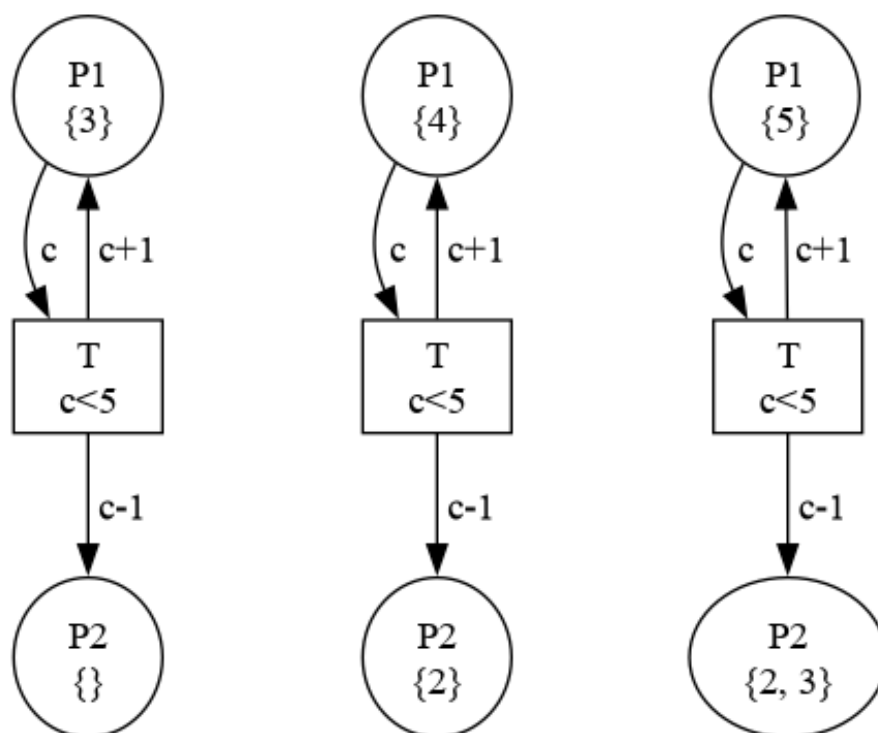 P1
{3}
c
c+1
T
c<5
c-1
P2
{}
P1
{4}
c
c+1
T
c<5
c-1
P2
{2}
P1
{5}
c
c+1
T
c<5
c-1
P2
{2, 3}